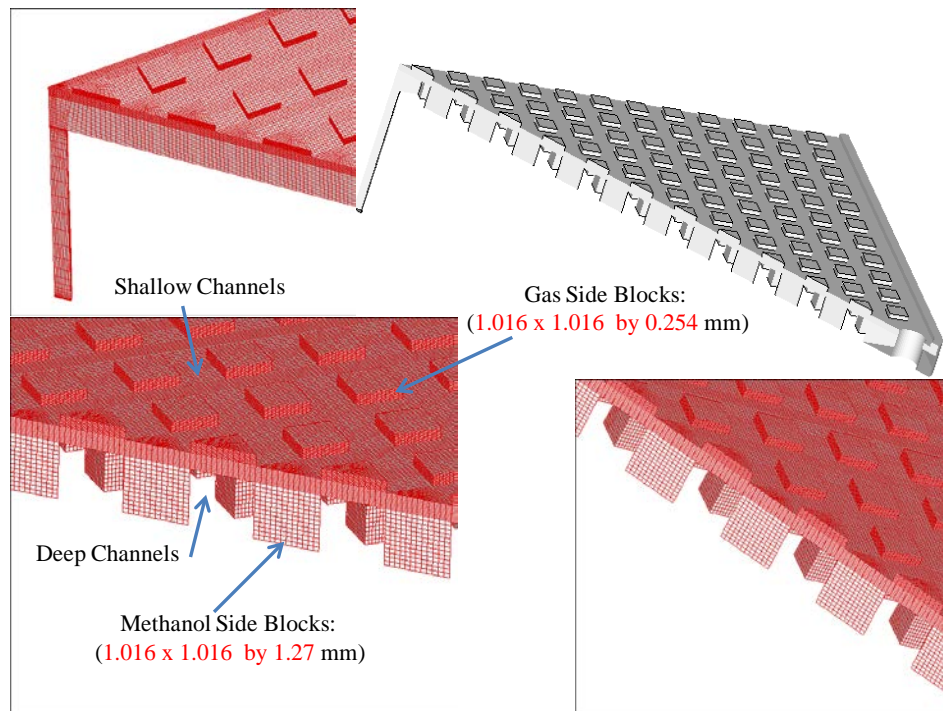 Shallow Channels
Gas Side Blocks:
(1.016 x 1.016 by 0.254 mm)
Deep Channels
Methanol Side Blocks:
(1.016 x 1.016 by 1.27 mm)